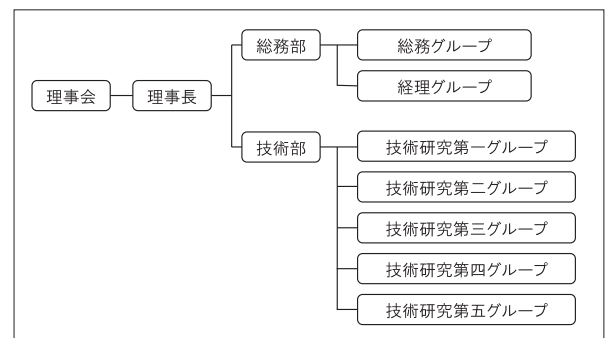 理事会
理事長
総務部
総務グループ
経理グループ
技術部
技術研究第一グループ
技術研究第二グループ
技術研究第三グループ
技術研究第四グループ
技術研究第五グループ